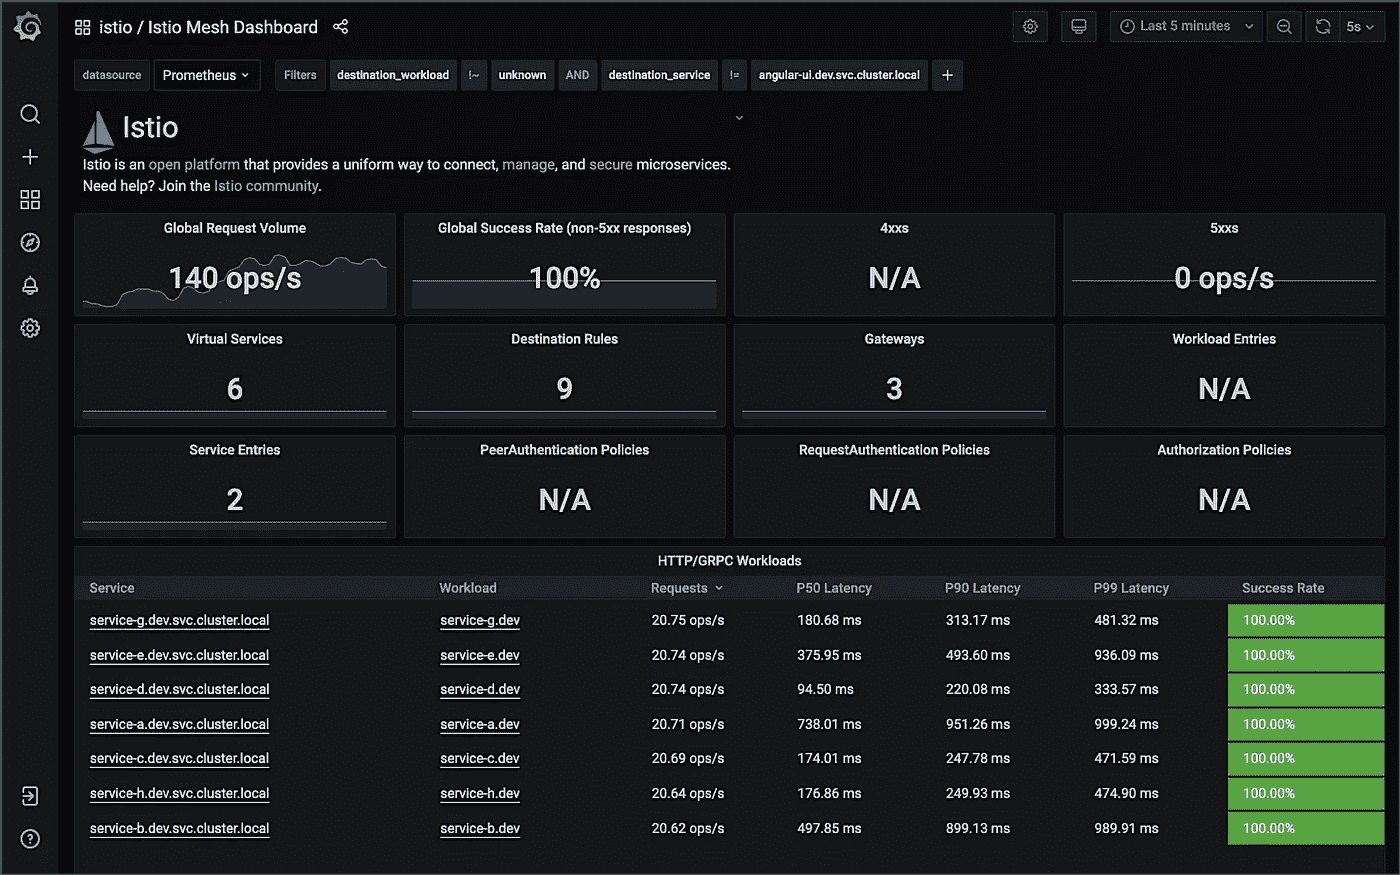 istio / Istio Mesh Dashboard
Last 5 minutes
5s
datasource Prometheus Filters destination_workload !~ unknown AND destination_service != angular-ui.dev.svc.cluster.local +
Istio
Istio is an open platform that provides a uniform way to connect, manage, and secure microservices.
Need help? Join the Istio community.
Global Request Volume Global Success Rate (non-5xx responses) 4xxs 5xxs
140 ops/s 100% N/A 0 ops/s
Virtual Services Destination Rules Gateways Workload Entries
6 9 3 N/A
Service Entries PeerAuthentication Policies RequestAuthentication Policies Authorization Policies
2 N/A N/A N/A
HTTP/GRPC Workloads
Service Workload Requests P50 Latency P90 Latency P99 Latency Success Rate
service-g.dev.svc.cluster.local service-g.dev 20.75 ops/s 180.68 ms 313.17 ms 481.32 ms 100.00%
service-e.dev.svc.cluster.local service-e.dev 20.74 ops/s 375.95 ms 493.60 ms 936.09 ms 100.00%
service-d.dev.svc.cluster.local service-d.dev 20.74 ops/s 94.50 ms 220.08 ms 333.57 ms 100.00%
service-a.dev.svc.cluster.local service-a.dev 20.71 ops/s 738.01 ms 951.26 ms 999.24 ms 100.00%
service-c.dev.svc.cluster.local service-c.dev 20.69 ops/s 174.01 ms 247.78 ms 471.59 ms 100.00%
service-h.dev.svc.cluster.local service-h.dev 20.64 ops/s 176.86 ms 249.93 ms 474.90 ms 100.00%
service-b.dev.svc.cluster.local service-b.dev 20.62 ops/s 497.85 ms 899.13 ms 989.91 ms 100.00%